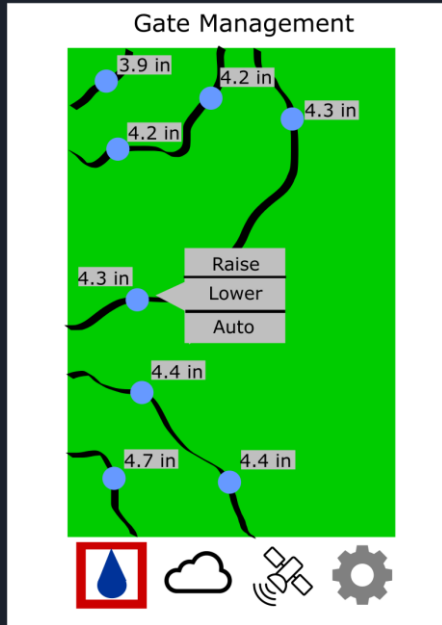 Gate Management
3.9 in
4.2 in
4.3 in
4.2 in
Raise
4.3 in
Lower
Auto
4.4 in
4.7 in
4.4 in